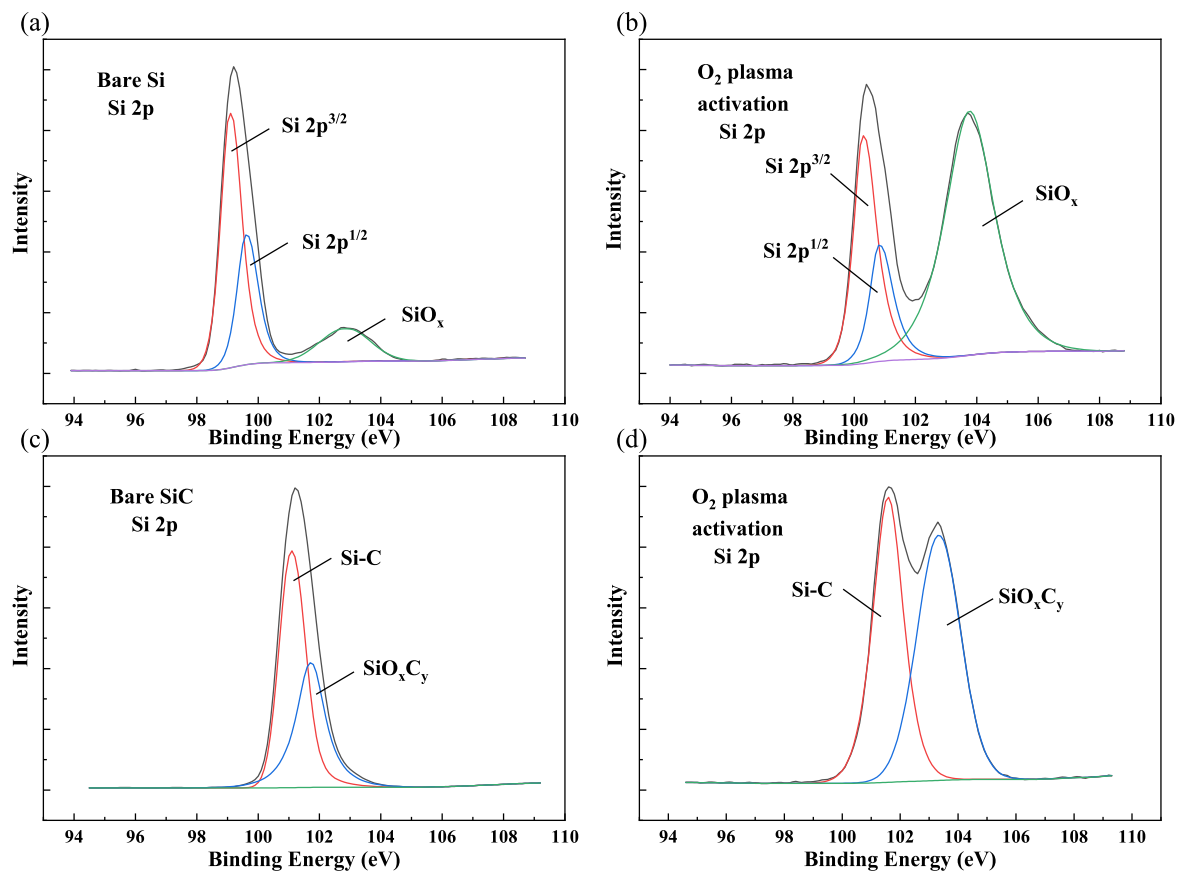 (a)
Bare Si
Si 2p
Si 2p3/2
Si 2p1/2
SiOx
Intensity
94 96 98 100 102 104 106 108 110
Binding Energy (eV)
(b)
O2 plasma
activation
Si 2p
Si 2p3/2
Si 2p1/2
SiOx
Intensity
94 96 98 100 102 104 106 108 110
Binding Energy (eV)
(c)
Bare SiC
Si 2p
Si-C
SiOxCy
Intensity
94 96 98 100 102 104 106 108 110
Binding Energy (eV)
(d)
O2 plasma
activation
Si 2p
Si-C
SiOxCy
Intensity
94 96 98 100 102 104 106 108 110
Binding Energy (eV)